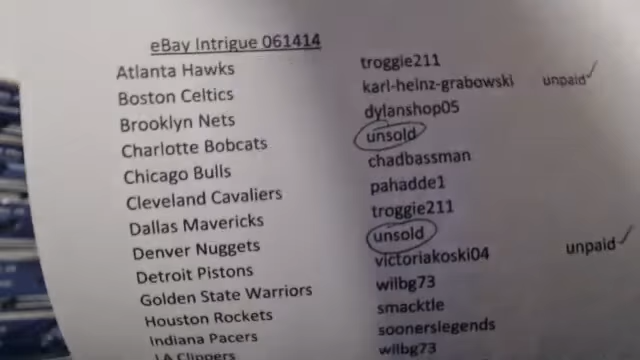 eBay Intrigue 061414
Atlanta Hawks troggie211
Boston Celtics karl-heinz-grabowski unpaid ✓
Brooklyn Nets dylanshop05
Charlotte Bobcats unsold
Chicago Bulls chadbassman
Cleveland Cavaliers pahadde1
Dallas Mavericks troggie211
Denver Nuggets unsold
Detroit Pistons victoriakoski04 unpaid ✓
Golden State Warriors wilbg73
Houston Rockets smacktle
Indiana Pacers soonerslegends
LA Clippers wilbg73